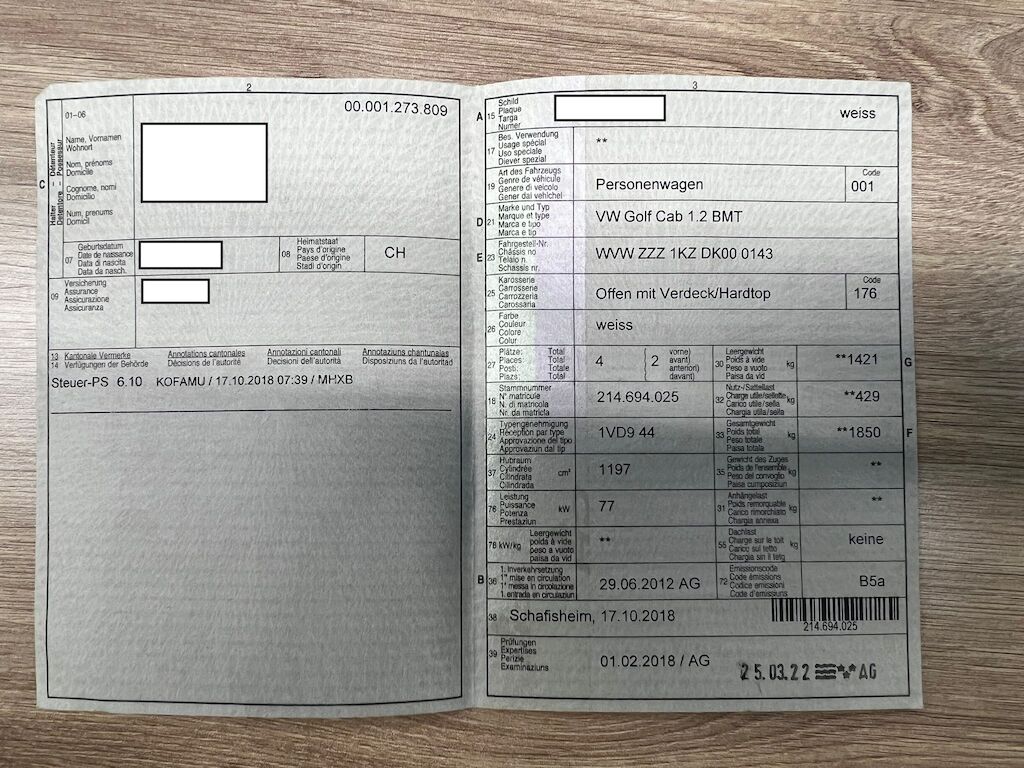 2
00.001.273.809
01–06
Name, Vornamen
Wohnort
Nom, prénoms
Domicile
Cognome, nomi
Domicilio
Num, prenums
Domicil
C
Halter – Détenteur
Detentore – Possessur
07
Geburtsdatum
Date de naissance
Data di nascita
Data da nasch.
08
Heimatstaat
Pays d'origine
Paese d'origine
Stadi d'origin
CH
09
Versicherung
Assurance
Assicurazione
Assicuranza
13 Kantonale Vermerke Annotations cantonales Annotazioni cantonali Annotaziuns chantunalas
14 Verfügungen der Behörde Décisions de l'autorité Decisioni dell'autorità Disposiziuns da l'autoritad
Steuer-PS 6.10 KOFAMU / 17.10.2018 07:39 / MHXB
3
A 15
Schild
Plaque
Targa
Numer
weiss
17
Bes. Verwendung
Usage spécial
Uso speciale
Diever spezial
**
19
Art des Fahrzeugs
Genre de véhicule
Genere di veicolo
Gener dal vehichel
Personenwagen
Code
001
D 21
Marke und Typ
Marque et type
Marca e tipo
Marca e tip
VW Golf Cab 1.2 BMT
E 23
Fahrgestell-Nr.
Châssis no
Telaio n.
Schassis nr.
WVW ZZZ 1KZ DK00 0143
25
Karosserie
Carrosserie
Carrozzeria
Carossaria
Offen mit Verdeck/Hardtop
Code
176
26
Farbe
Couleur
Colore
Colur
weiss
27
Plätze: Total
Places: Total
Posti: Totale
Plazs: Total
4 { 2
vorne)
avant)
anteriori)
davant)
30
Leergewicht
Poids à vide
Peso a vuoto
Paisa da vid
kg
**1421
G
18
Stammnummer
N° matricule
Nr. di matricola
Nr. da matricla
214.694.025
32
Nutz-/Sattellast
Charge utile/sellette
Carico utile/sella
Chargia utila/sella
kg
**429
24
Typengenehmigung
Réception par type
Approvazione del tipo
Approvaziun dal tip
1VD9 44
33
Gesamtgewicht
Poids total
Peso totale
Paisa totala
kg
**1850
F
37
Hubraum
Cylindrée
Cilindrata
Cilindrada
cm³
1197
35
Gewicht des Zuges
Poids de l'ensemble
Peso del convoglio
Paisa cumposiziun
kg
**
76
Leistung
Puissance
Potenza
Prestaziun
kW
77
31
Anhängelast
Poids remorquable
Carico rimorchiato
Chargia annexa
kg
**
78 kW/kg
Leergewicht
poids à vide
peso a vuoto
paisa da vid
**
55
Dachlast
Charge sur le toit
Carico sul tetto
Chargia sin il tetg
kg
keine
B 36
1. Inverkehrsetzung
1re mise en circulation
1a messa in circolazione
1. entrada en circulaziun
29.06.2012 AG
72
Emissionscode
Code émissions
Codice emissioni
Code d'emissiuns
B5a
38
Schafisheim, 17.10.2018
214.694.025
39
Prüfungen
Expertises
Perizie
Examinaziuns
01.02.2018 / AG
25.03.22 AG